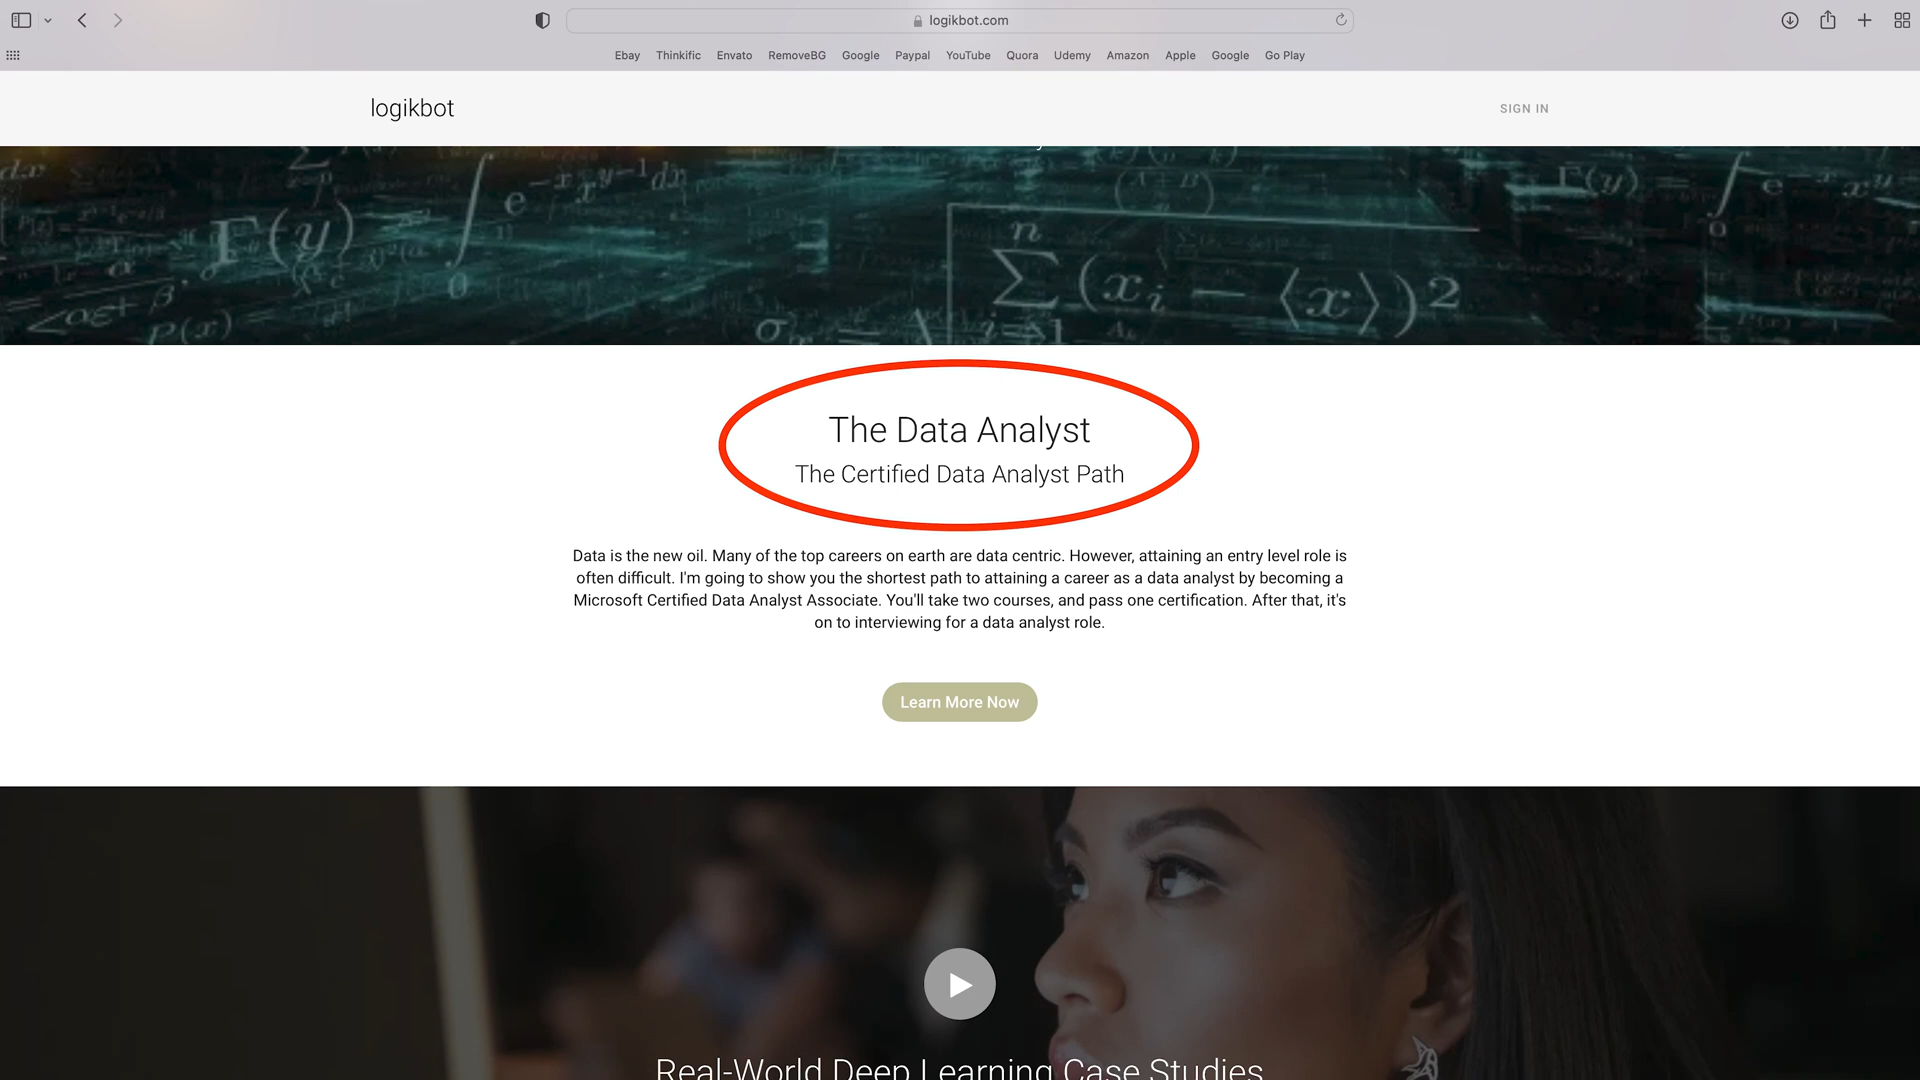 logikbot.com
Ebay Thinkific Envato RemoveBG Google Paypal YouTube Quora Udemy Amazon Apple Google Go Play
logikbot
SIGN IN
The Data Analyst
The Certified Data Analyst Path
Data is the new oil. Many of the top careers on earth are data centric. However, attaining an entry level role is
often difficult. I'm going to show you the shortest path to attaining a career as a data analyst by becoming a
Microsoft Certified Data Analyst Associate. You'll take two courses, and pass one certification. After that, it's
on to interviewing for a data analyst role.
Learn More Now
Real-World Deep Learning Case Studies